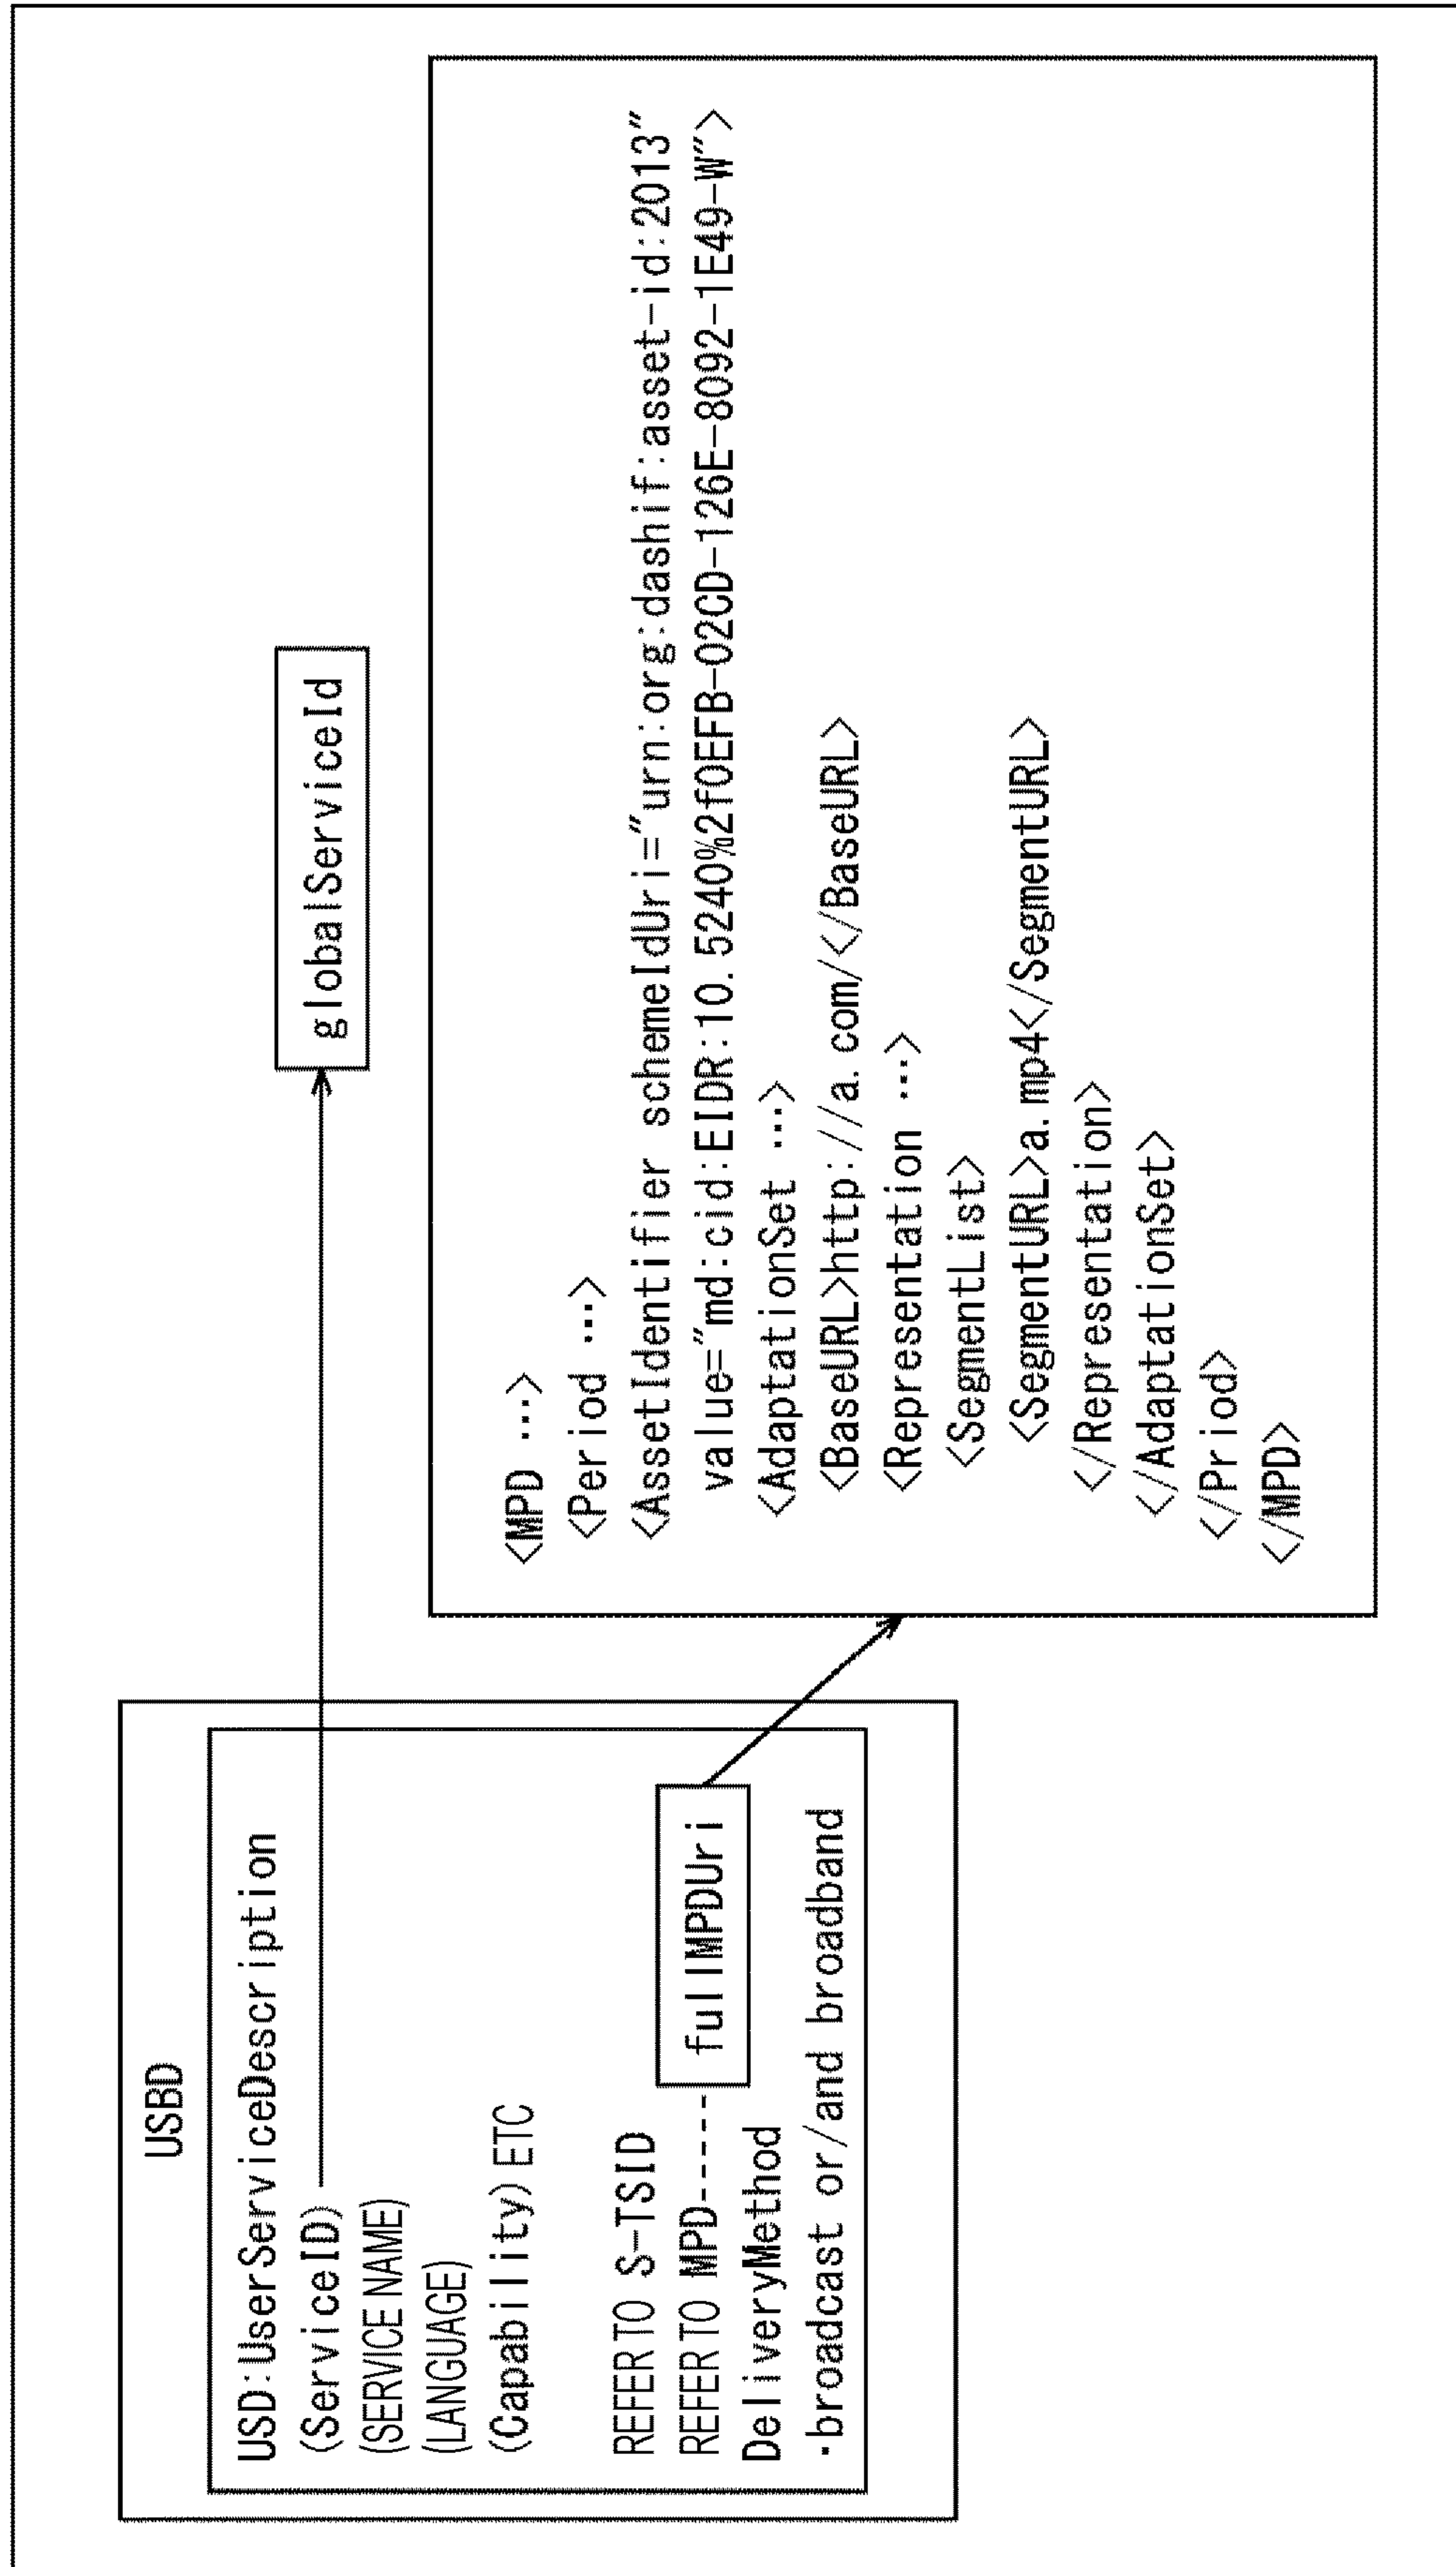 USBD
USD:UserServiceDescription
(ServiceID)
(SERVICE NAME)
(LANGUAGE)
(Capability) ETC
REFER TO S-TSID
REFER TO MPD-----
fullMPDUri
DeliveryMethod
・broadcast or/and broadband
globalServiceId
<MPD ...>
<Period ...>
<AssetIdentifier schemeIdUri="urn:org:dashif:asset-id:2013"
value="md:cid:EIDR:10.5240%2f0EFB-02CD-126E-8092-1E49-W">
<AdaptationSet ...>
<BaseURL>http://a.com/</BaseURL>
<Representation ...>
<SegmentList>
<SegmentURL>a.mp4</SegmentURL>
</Representation>
</AdaptationSet>
</Priod>
</MPD>